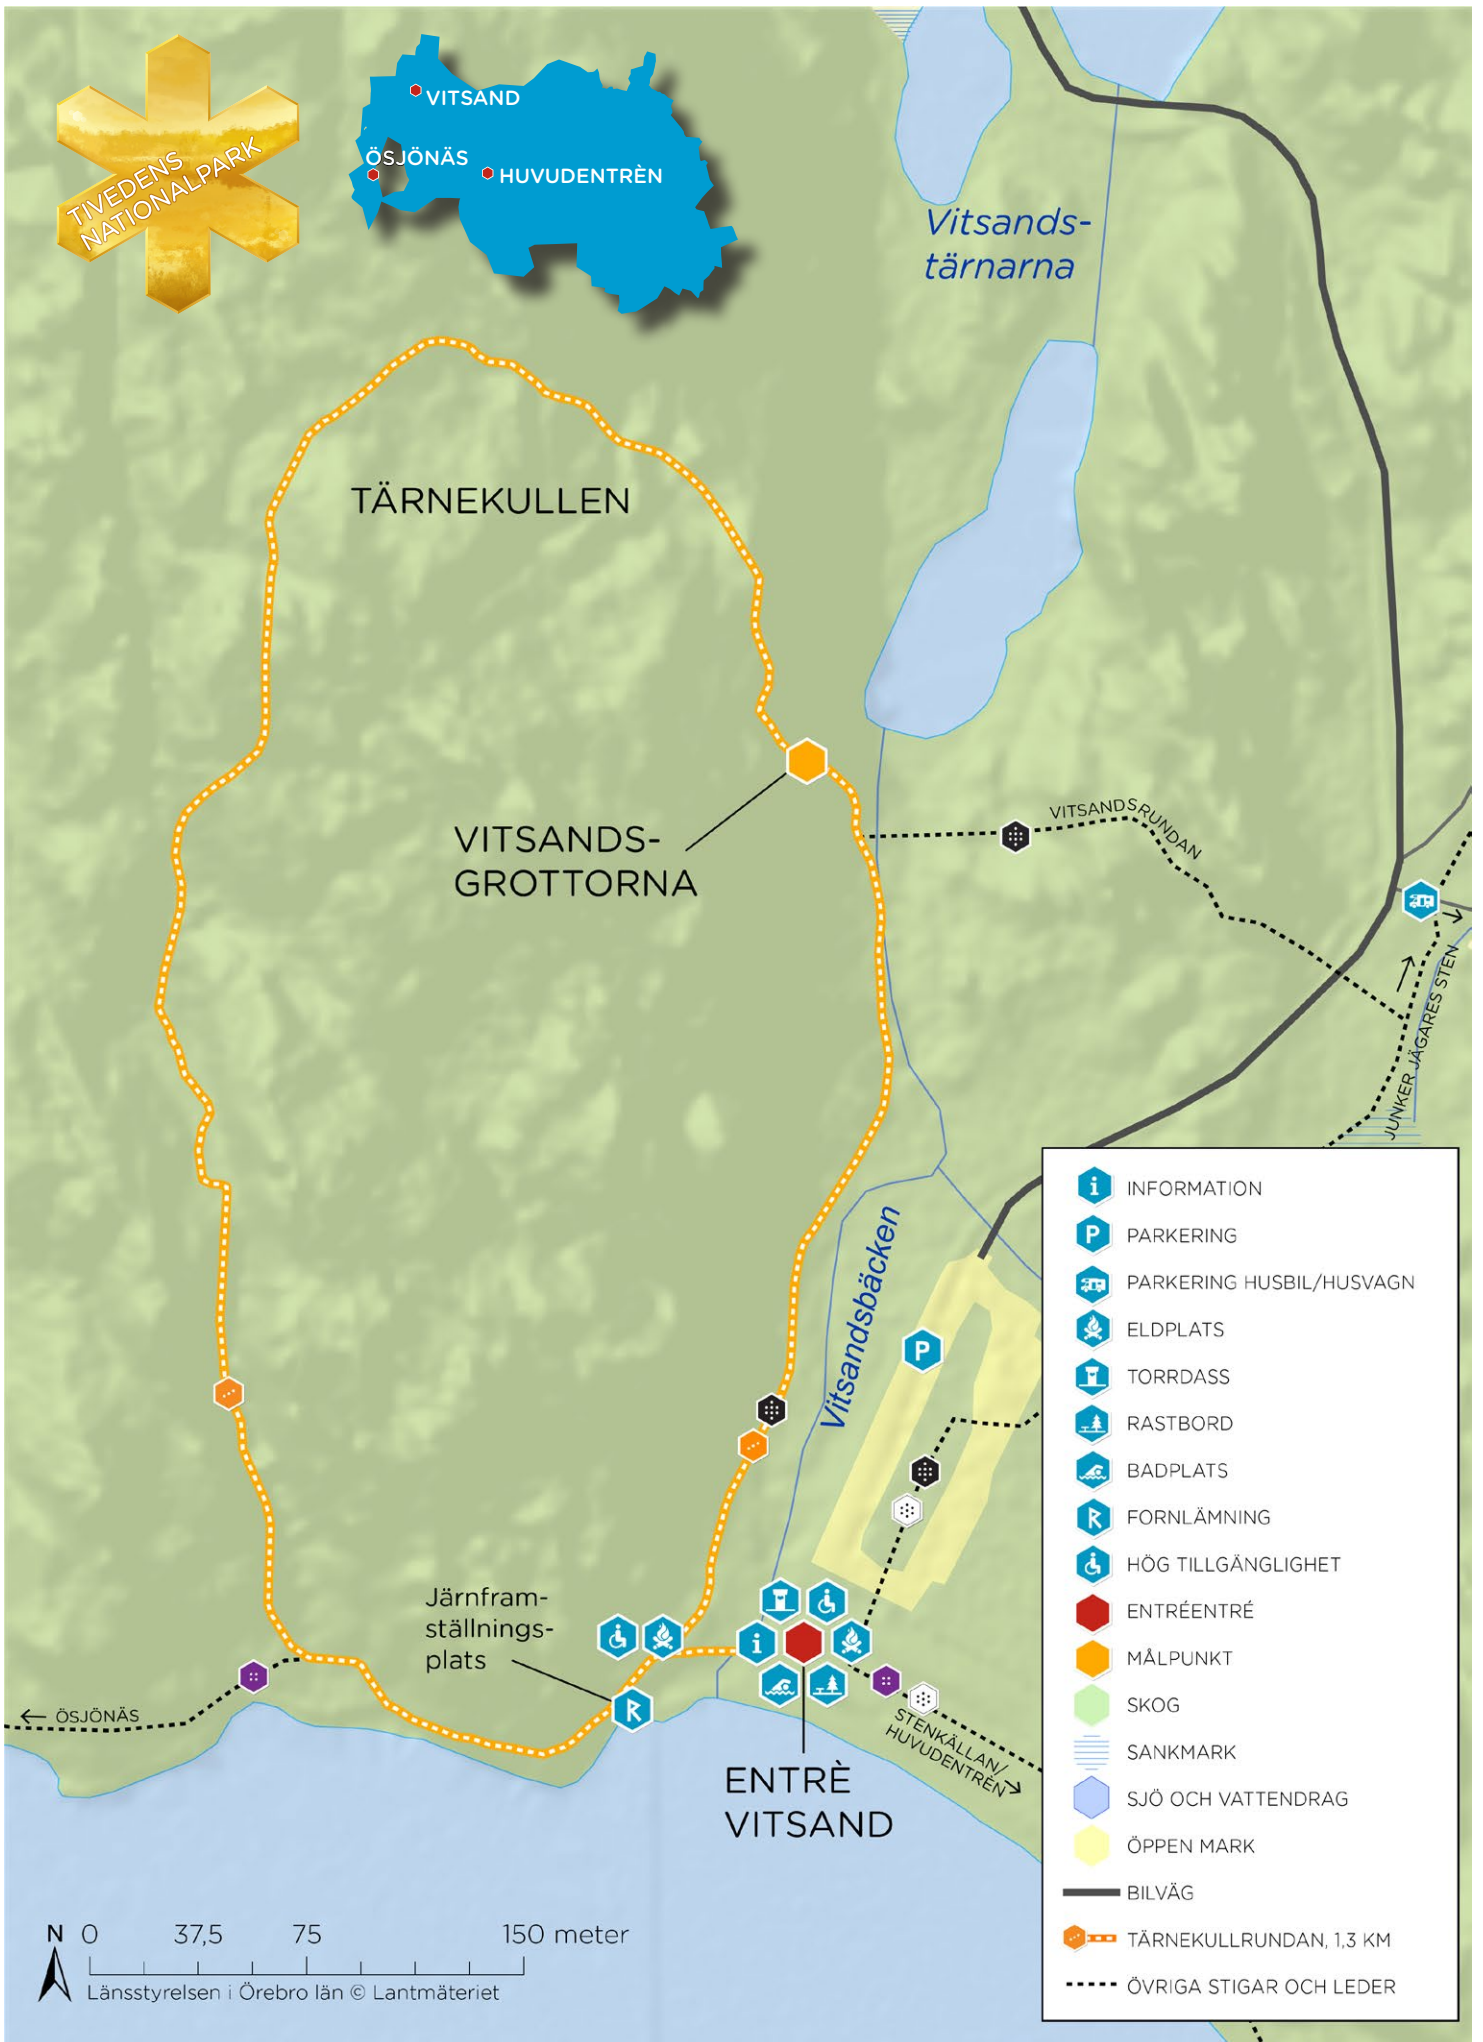 TIVEDENS
NATIONALPARK
VITSAND
ÖSJÖNÄS
HUVUDENTRÈN
Vitsands-
tärnarna
TÄRNEKULLEN
VITSANDS-
GROTTORNA
VITSANDSRUNDAN
JUNKER JÄGARES STEN
Vitsandsbäcken
P
Järnfram-
ställnings-
plats
i
R
← ÖSJÖNÄS
STENKÄLLAN/
HUVUDENTRÈN
ENTRÈ
VITSAND
i INFORMATION
P PARKERING
PARKERING HUSBIL/HUSVAGN
ELDPLATS
TORRDASS
RASTBORD
BADPLATS
R FORNLÄMNING
HÖG TILLGÄNGLIGHET
ENTRÉENTRÉ
MÅLPUNKT
SKOG
SANKMARK
SJÖ OCH VATTENDRAG
ÖPPEN MARK
BILVÄG
TÄRNEKULLRUNDAN, 1,3 KM
ÖVRIGA STIGAR OCH LEDER
N 0 37,5 75 150 meter
Länsstyrelsen i Örebro län © Lantmäteriet